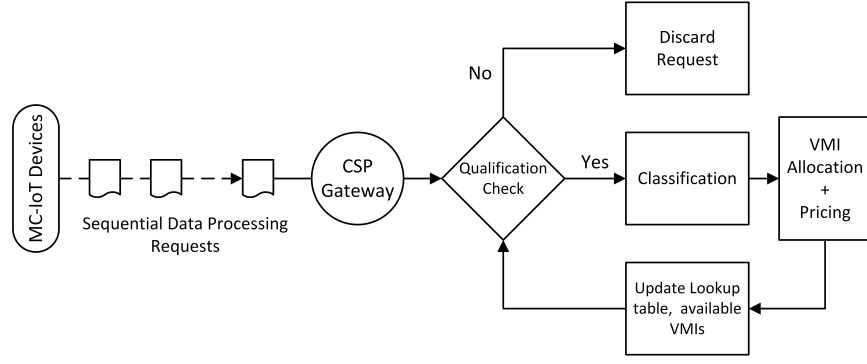 MC-IoT Devices
Sequential Data Processing
Requests
CSP
Gateway
Qualification
Check
No
Discard
Request
Yes
Classification
VMI
Allocation
+
Pricing
Update Lookup
table, available
VMIs